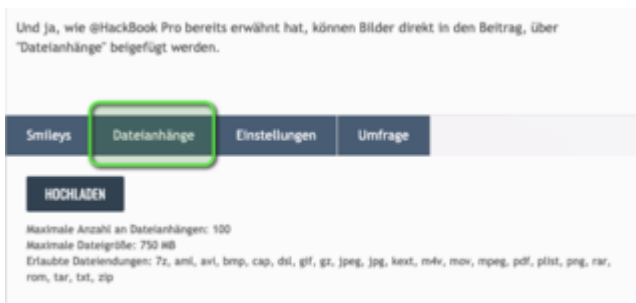 Und ja, wie @HackBook Pro bereits erwähnt hat, können Bilder direkt in den Beitrag, über
"Dateianhänge" beigefügt werden.
Smileys Dateianhänge Einstellungen Umfrage
HOCHLADEN
Maximale Anzahl an Dateianhängen: 100
Maximale Dateigröße: 750 MB
Erlaubte Dateiendungen: 7z, aml, avi, bmp, cap, dsl, gif, gz, jpeg, jpg, kext, m4v, mov, mpeg, pdf, plist, png, rar,
rom, tar, txt, zip